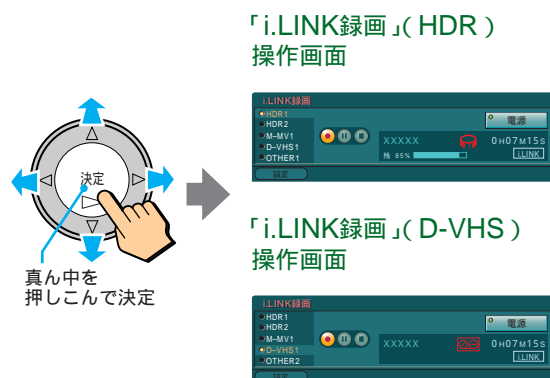 「i.LINK録画」(HDR)
操作画面
i.LINK録画
HDR1
HDR2
M-MV1
D-VHS1
OTHER1
XXXXX
残 85%
電源
0H07M15S
i.LINK
設定
決定
真ん中を
押しこんで決定
「i.LINK録画」(D-VHS)
操作画面
i.LINK録画
HDR1
HDR2
M-MV1
D-VHS1
OTHER2
XXXXX
電源
0H07M15S
i.LINK